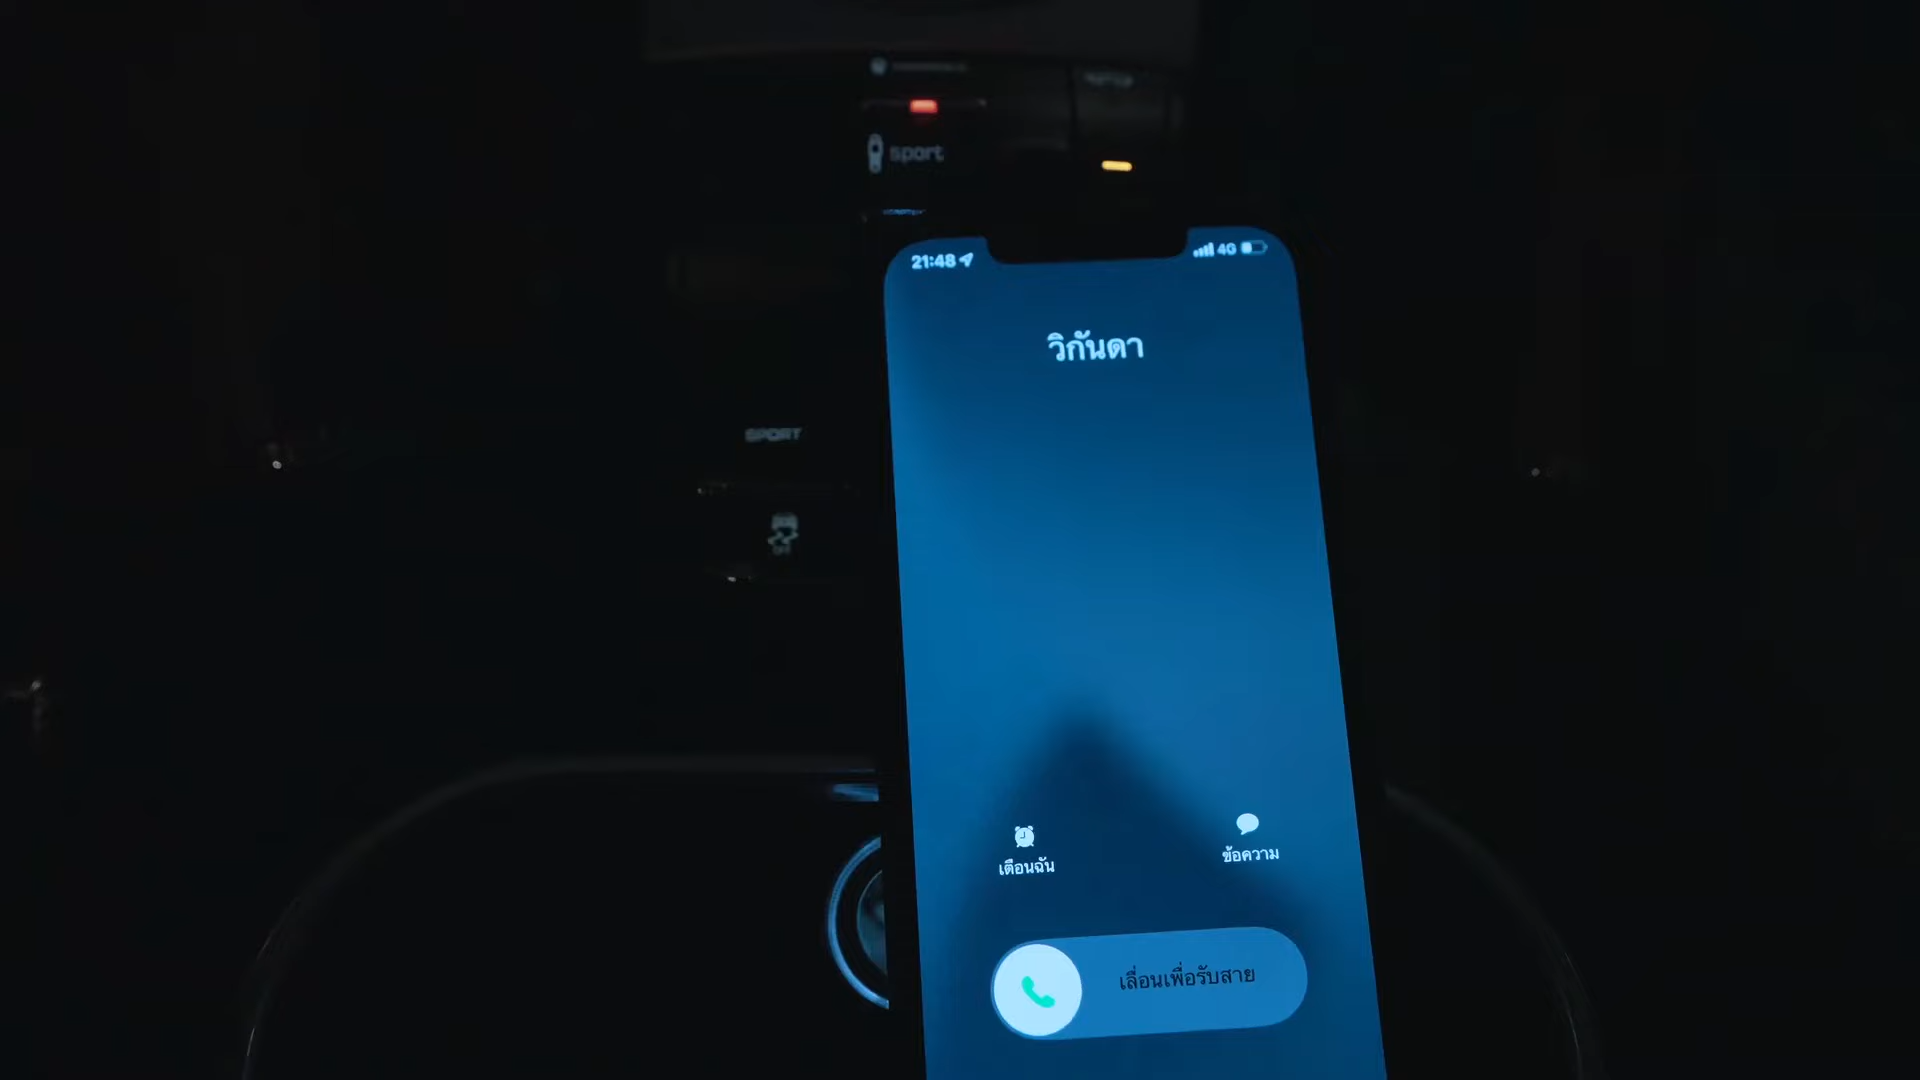 sport
21:48
4G
วิกันดา
SPORT
OFF
เตือนฉัน
ข้อความ
เลื่อนเพื่อรับสาย